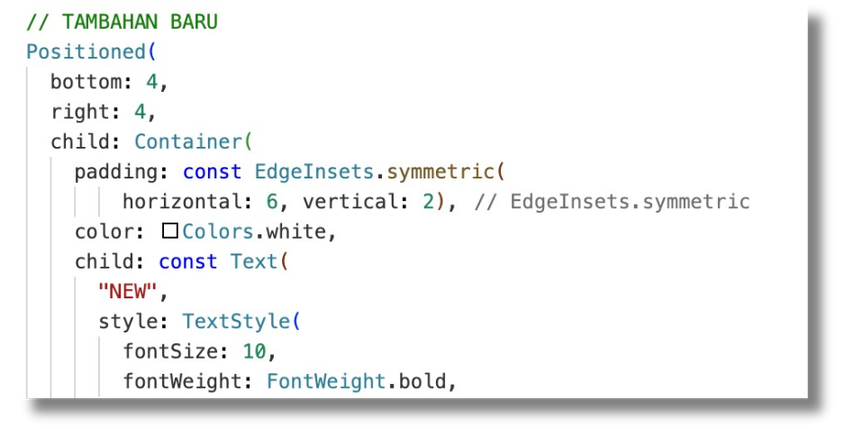 // TAMBAHAN BARU
Positioned(
bottom: 4,
right: 4,
child: Container(
padding: const EdgeInsets.symmetric(
horizontal: 6, vertical: 2), // EdgeInsets.symmetric
color: Colors.white,
child: const Text(
"NEW",
style: TextStyle(
fontSize: 10,
fontWeight: FontWeight.bold,